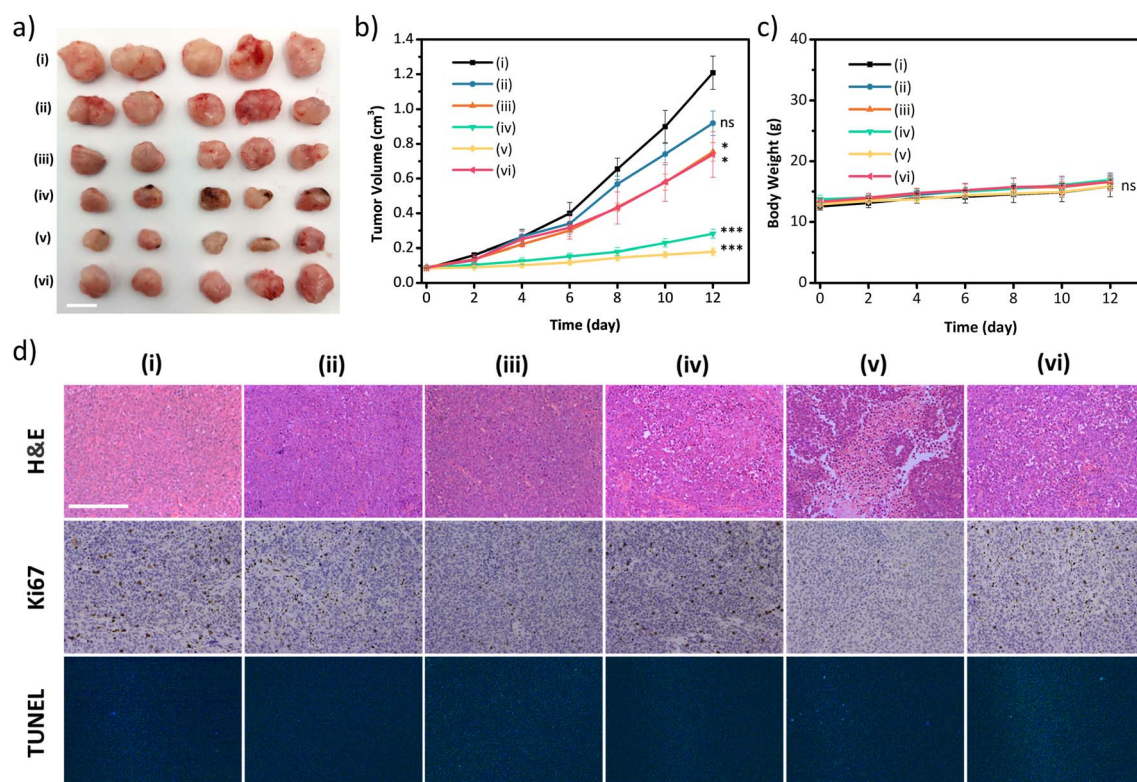 a)
(i)
(ii)
(iii)
(iv)
(v)
(vi)
b)
1.4
1.2
1.0
0.8
0.6
0.4
0.2
0.0
Tumor Volume (cm³)
(i)
(ii)
(iii)
(iv)
(v)
(vi)
ns
*
*
***
***
0 2 4 6 8 10 12
Time (day)
c)
40
30
20
10
0
Body Weight (g)
(i)
(ii)
(iii)
(iv)
(v)
(vi)
ns
0 2 4 6 8 10 12
Time (day)
d)
(i) (ii) (iii) (iv) (v) (vi)
H&E
Ki67
TUNEL